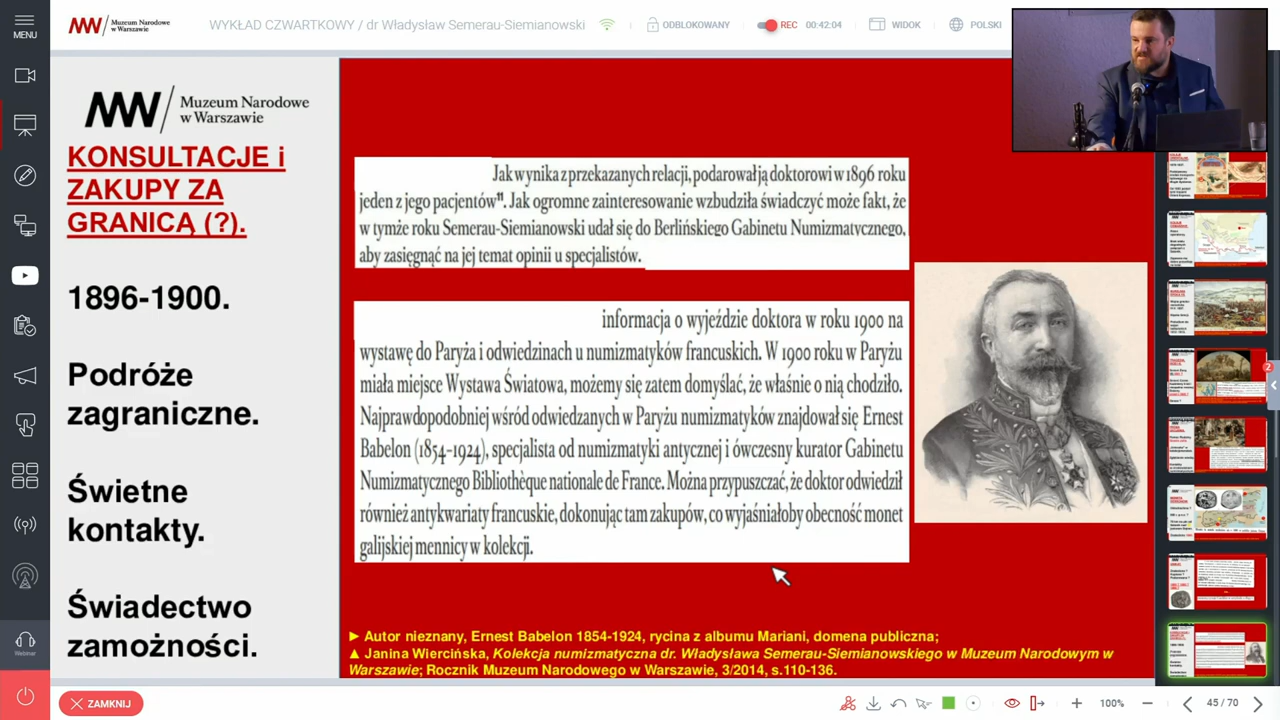 MENU
Muzeum Narodowe
w Warszawie
WYKŁAD CZWARTKOWY / dr Władysław Semerau-Siemianowski
ODBLOKOWANY
REC 00:42:04
WIDOK
POLSKI
Muzeum Narodowe
w Warszawie
KONSULTACJE i
ZAKUPY ZA
GRANICĄ (?).
1896-1900.
Podróże
zagraniczne.
Świetne
kontakty.
Świadectwo
zamożności.
Jak wynika z przekazanych relacji, podarował ją doktorowi w 1896 roku
jeden z jego pacjentów". Jak ogromne zainteresowanie wzbudziła świadczyć może fakt, że
w tymże roku Semerau-Siemianowski udał się do Berlińskiego Gabinetu Numizmatycznego,
aby zasięgnąć na jej temat opinii u specjalistów.
informacja o wyjeździe doktora w roku 1900 na
wystawę do Paryża i odwiedzinach u numizmatyków francuskich. W 1900 roku w Paryżu
miała miejsce Wystawa Światowa, możemy się zatem domyślać, że właśnie o nią chodziło.
Najprawdopodobniej wśród odwiedzanych w Paryżu numizmatyków znajdował się Ernest
Babelon (1854–1924), specjalista od numizmatyki antycznej i ówczesny kurator Gabinetu
Numizmatycznego Bibliothèque nationale de France. Można przypuszczać, że doktor odwiedził
również antykwariaty francuskie, dokonując tam zakupów, co wyjaśniałoby obecność monet
galijskiej mennicy w kolekcji.
► Autor nieznany, Ernest Babelon 1854-1924, rycina z albumu Mariani, domena publiczna;
▲ Janina Wiercińska, Kolekcja numizmatyczna dr. Władysława Semerau-Siemianowskiego w Muzeum Narodowym w
Warszawie; Rocznik Muzeum Narodowego w Warszawie, 3/2014, s.110-136.
2
Webinar
ZAMKNIJ
100%
45 / 70